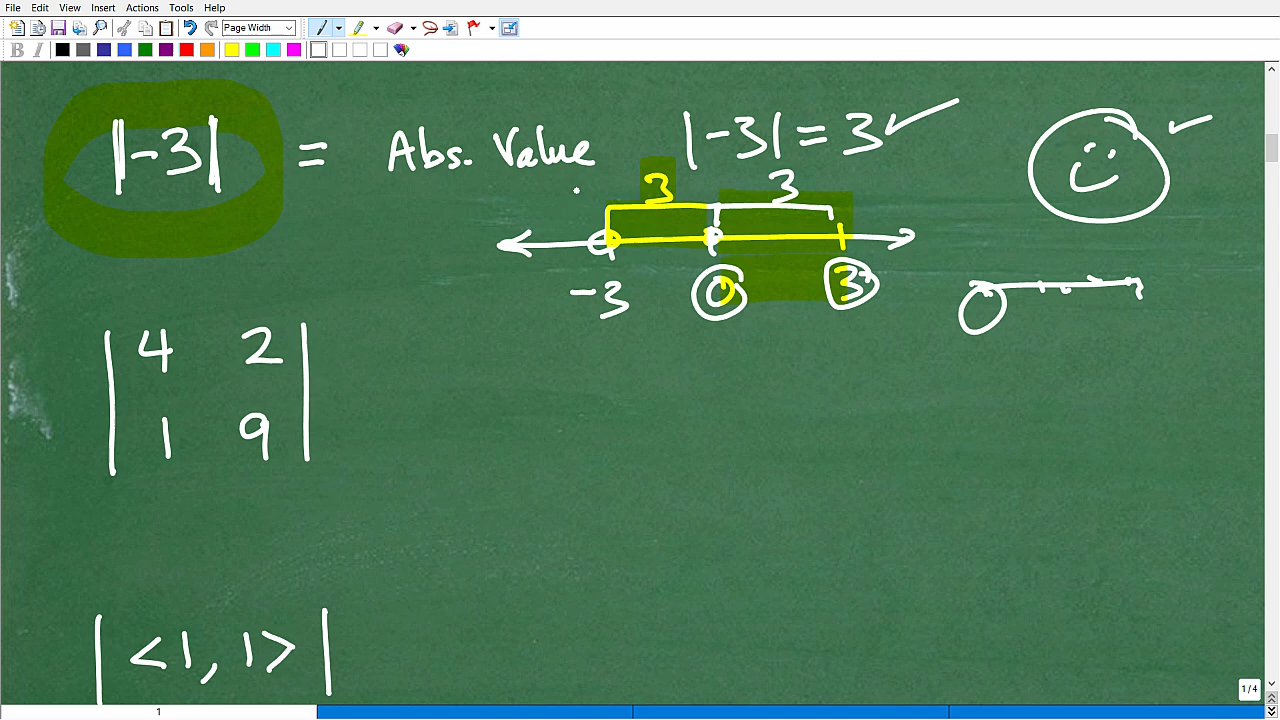 File Edit View Insert Actions Tools Help
Page Width
B I
|-3| = Abs. Value |-3| = 3
3 3
-3 0 3
4 2
1 9
|<1, 1>|
1/4
1